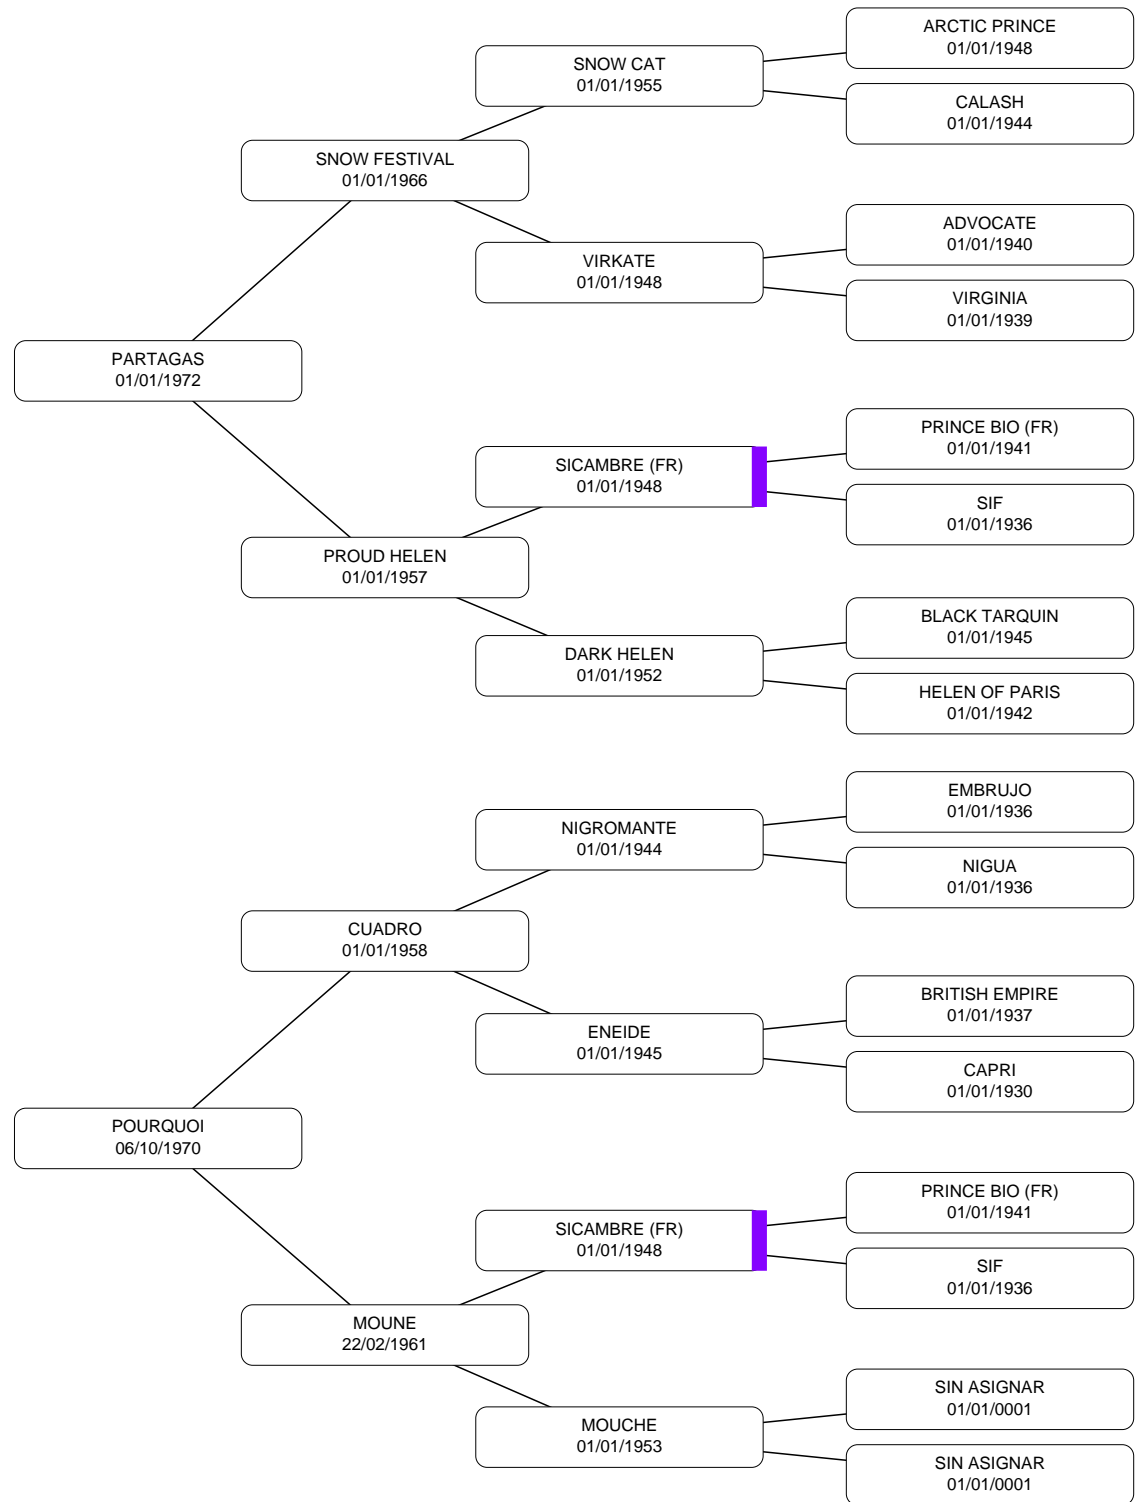 ARCTIC PRINCE
01/01/1948
SNOW CAT
01/01/1955
CALASH
01/01/1944
SNOW FESTIVAL
01/01/1966
ADVOCATE
01/01/1940
VIRKATE
01/01/1948
VIRGINIA
01/01/1939
PARTAGAS
01/01/1972
PRINCE BIO (FR)
01/01/1941
SICAMBRE (FR)
01/01/1948
SIF
01/01/1936
PROUD HELEN
01/01/1957
BLACK TARQUIN
01/01/1945
DARK HELEN
01/01/1952
HELEN OF PARIS
01/01/1942
EMBRUJO
01/01/1936
NIGROMANTE
01/01/1944
NIGUA
01/01/1936
CUADRO
01/01/1958
BRITISH EMPIRE
01/01/1937
ENEIDE
01/01/1945
CAPRI
01/01/1930
POURQUOI
06/10/1970
PRINCE BIO (FR)
01/01/1941
SICAMBRE (FR)
01/01/1948
SIF
01/01/1936
MOUNE
22/02/1961
SIN ASIGNAR
01/01/0001
MOUCHE
01/01/1953
SIN ASIGNAR
01/01/0001